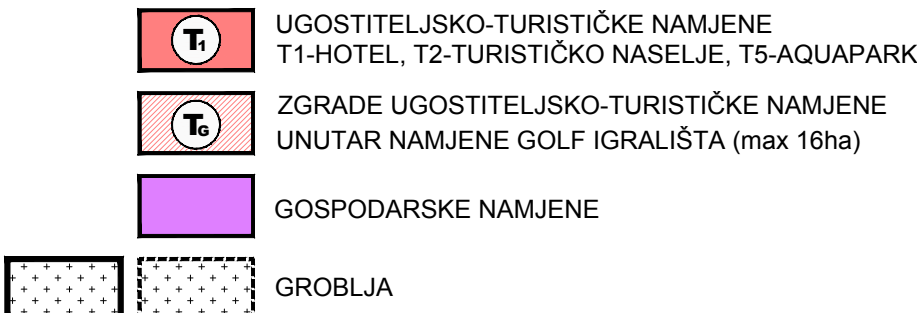 T1
UGOSTITELJSKO-TURISTIČKE NAMJENE
T1-HOTEL, T2-TURISTIČKO NASELJE, T5-AQUAPARK
TG
ZGRADE UGOSTITELJSKO-TURISTIČKE NAMJENE
UNUTAR NAMJENE GOLF IGRALIŠTA (max 16ha)
GOSPODARSKE NAMJENE
GROBLJA